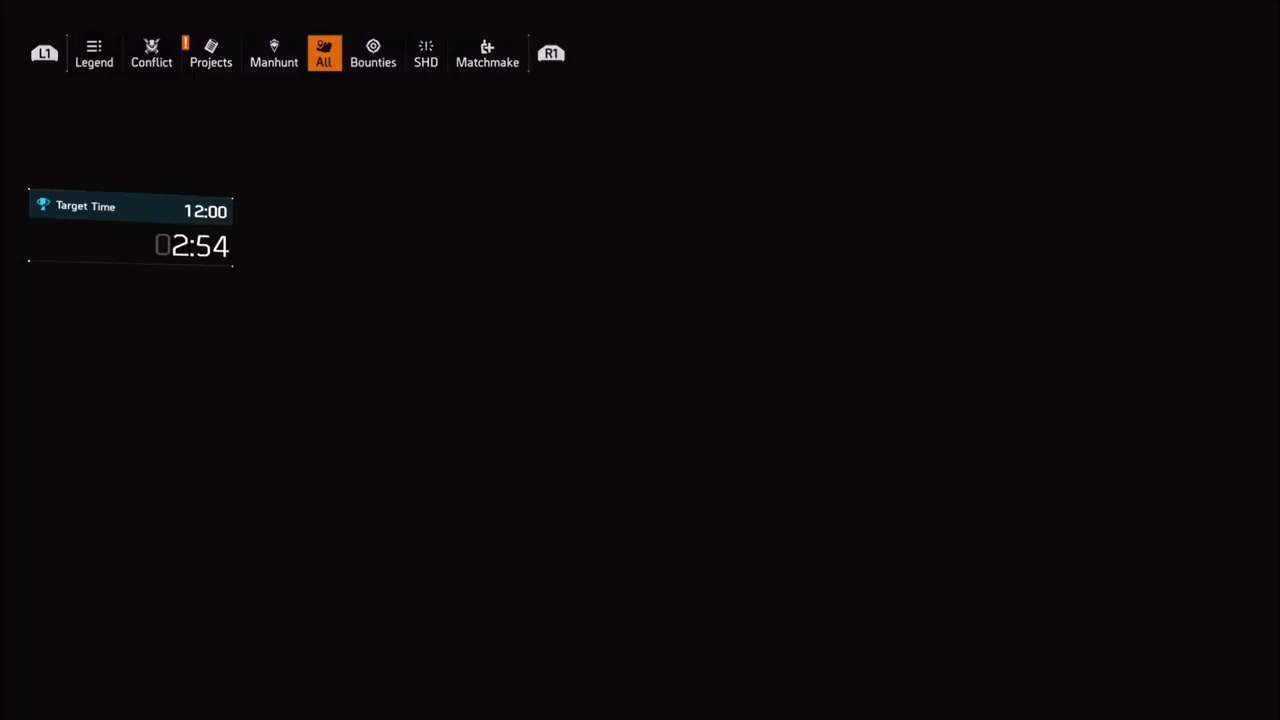 L1 Legend Conflict Projects Manhunt All Bounties SHD Matchmake R1
Target Time 12:00
02:54